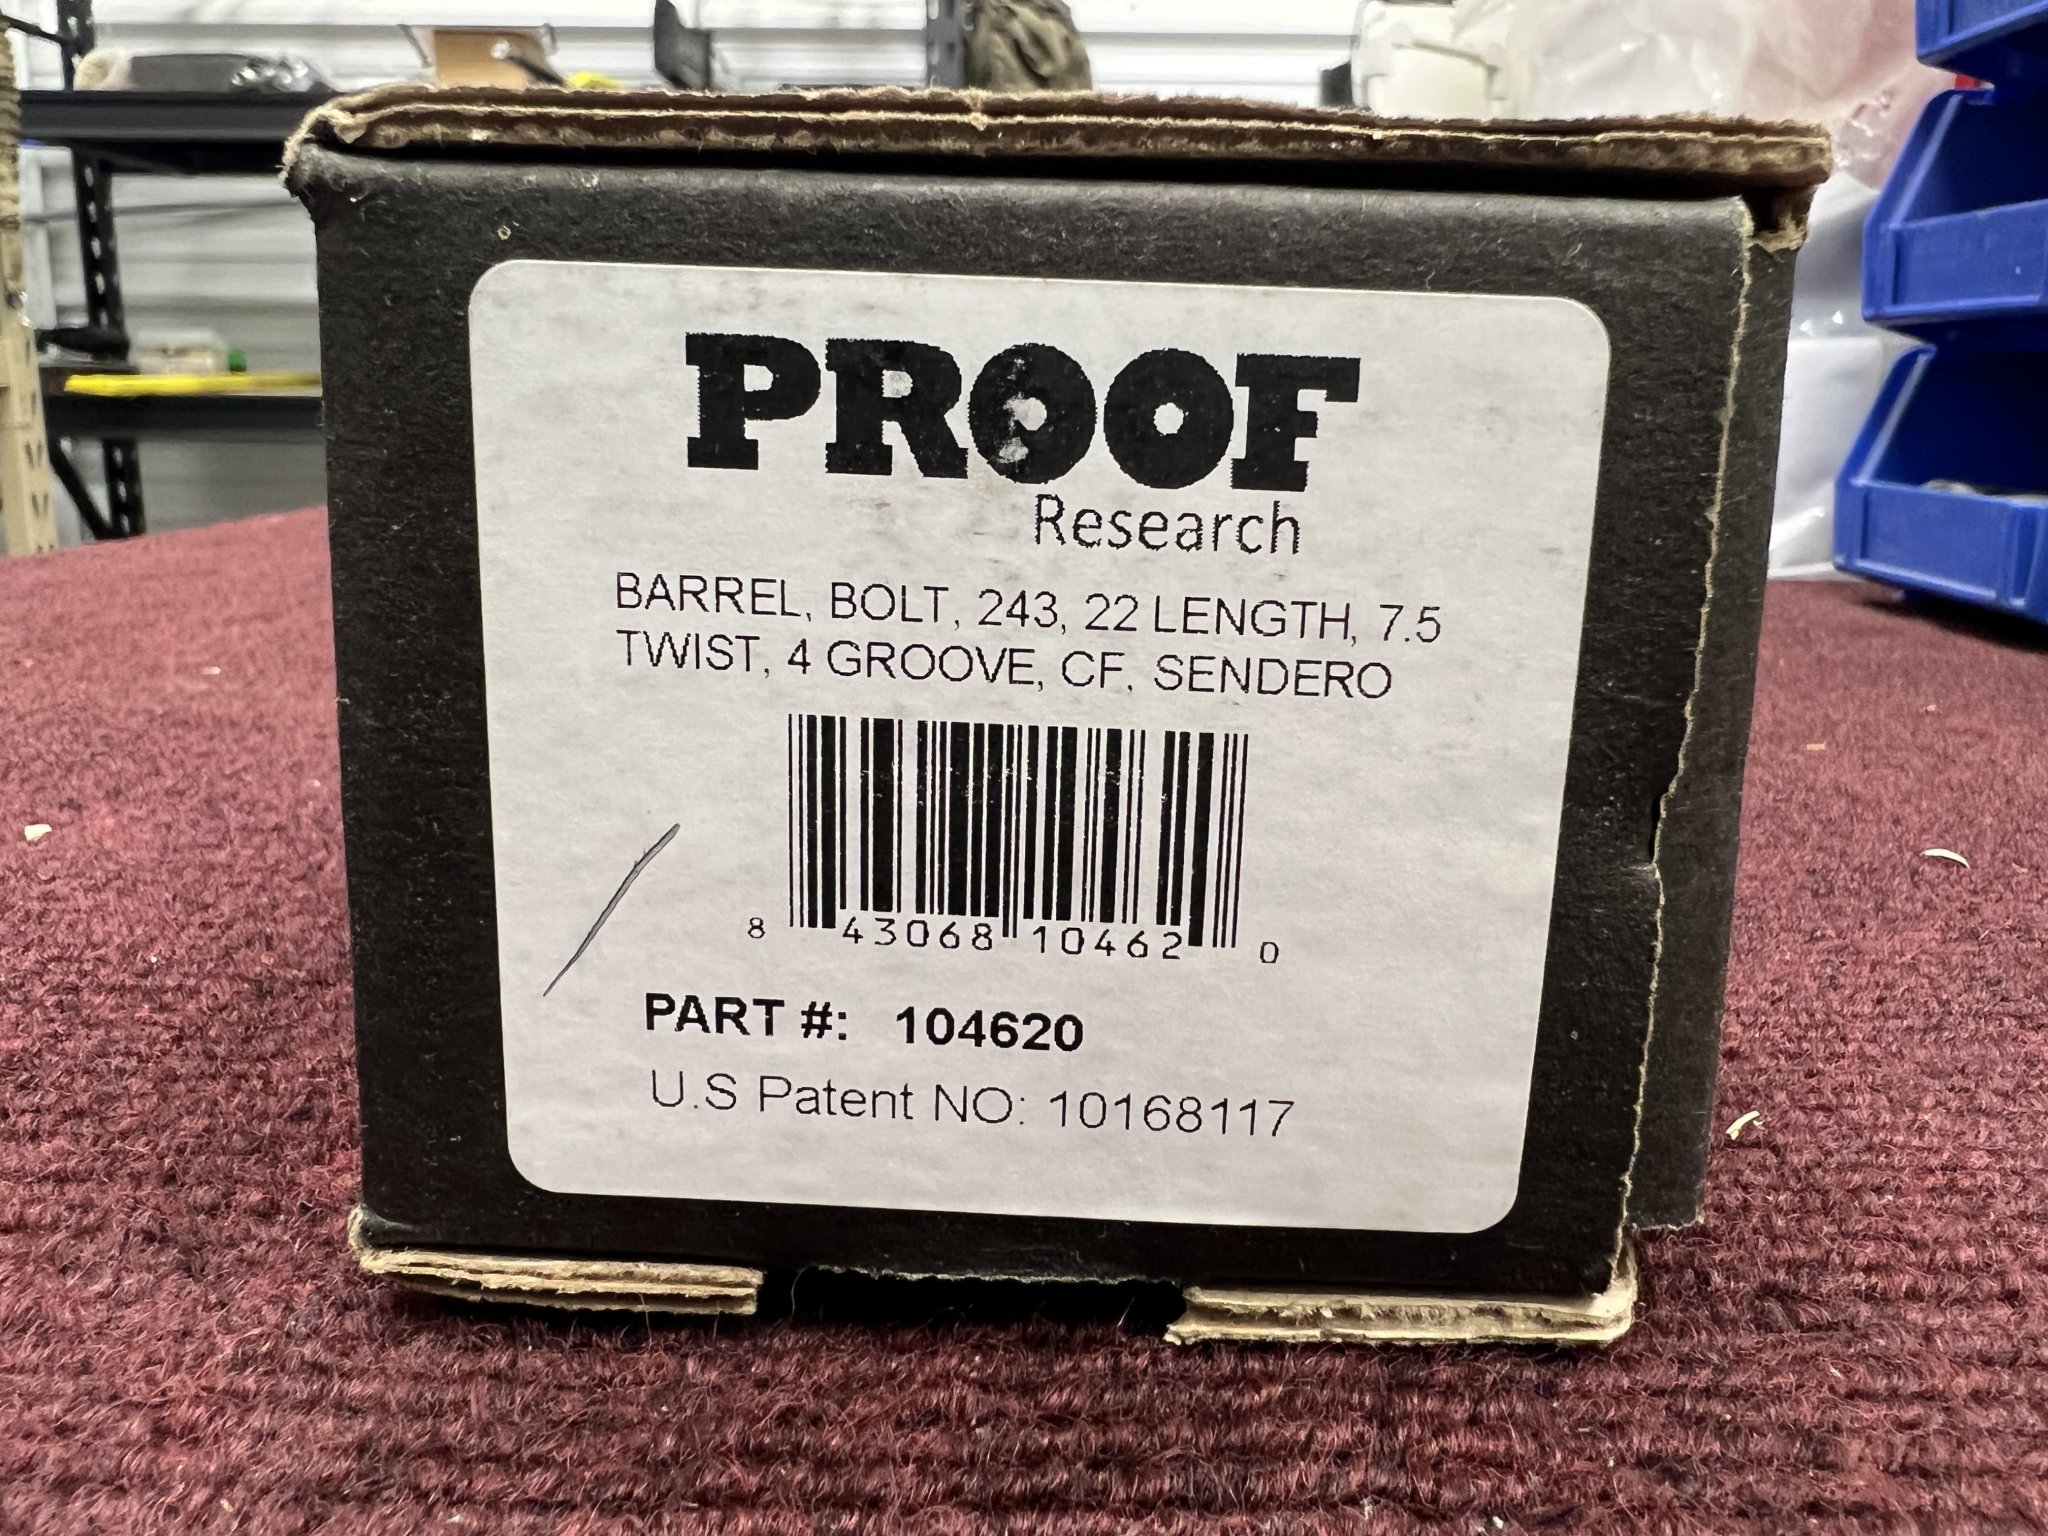 PROOF
Research
BARREL, BOLT, 243, 22 LENGTH, 7.5
TWIST, 4 GROOVE, CF, SENDERO
8 43068 10462 0
PART #: 104620
U.S Patent NO: 10168117